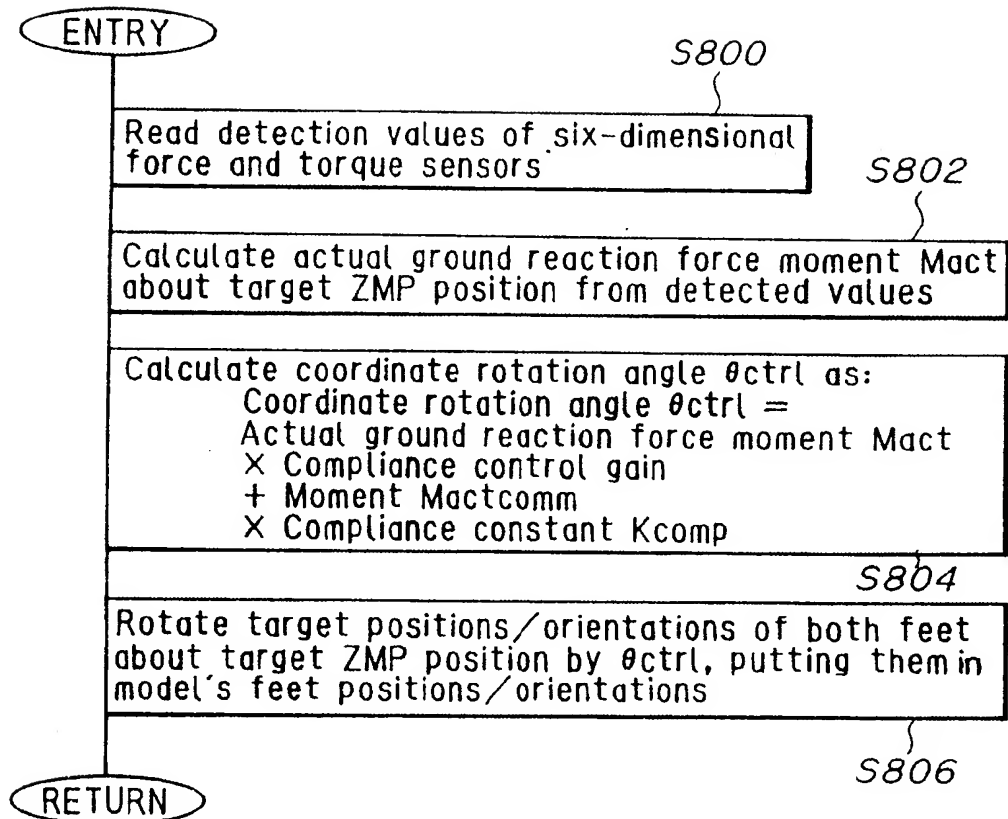 ENTRY
S800
Read detection values of six-dimensional
force and torque sensors
S802
Calculate actual ground reaction force moment Mact
about target ZMP position from detected values
Calculate coordinate rotation angle θctrl as:
Coordinate rotation angle θctrl =
Actual ground reaction force moment Mact
× Compliance control gain
+ Moment Mactcomm
× Compliance constant Kcomp
S804
Rotate target positions/orientations of both feet
about target ZMP position by θctrl, putting them in
model's feet positions/orientations
S806
RETURN